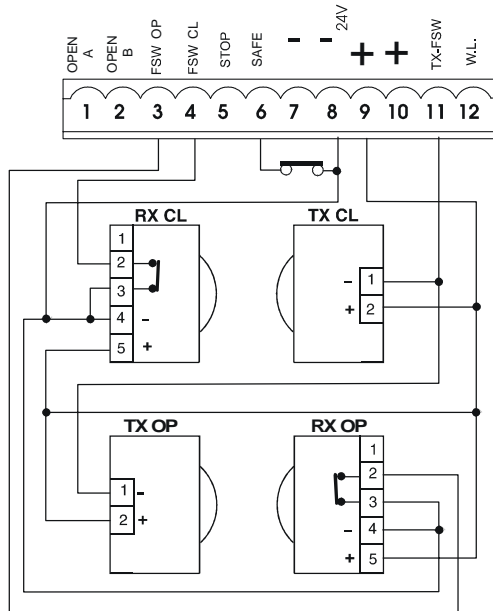 OPEN A
OPEN B
FSW OP
FSW CL
STOP
SAFE
-
-
24V
+
+
TX-FSW
W.L.
1 2 3 4 5 6 7 8 9 10 11 12
RX CL
1
2
3
4 -
5 +
TX CL
- 1
+ 2
TX OP
1 -
2 +
RX OP
1
2
3
- 4
+ 5